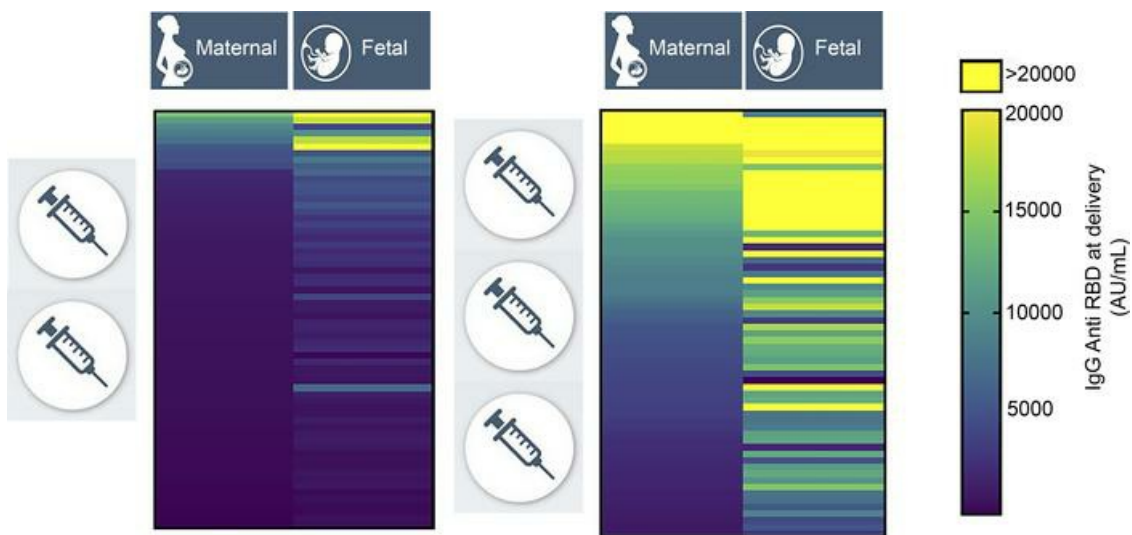 Maternal
Fetal
Maternal
Fetal
>20000
20000
15000
10000
5000
IgG Anti RBD at delivery
(AU/mL)